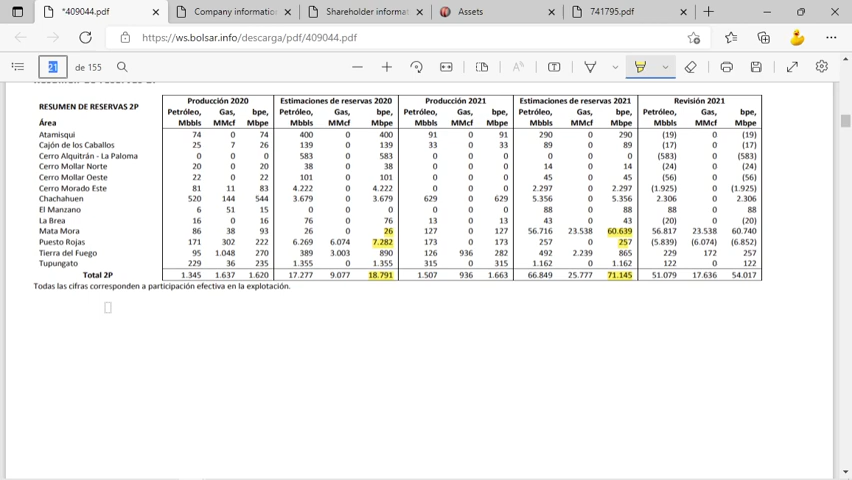 *409044.pdf
Company information
Shareholder informat
Assets
741795.pdf
https://ws.bolsar.info/descarga/pdf/409044.pdf
21 de 155
RESUMEN DE RESERVAS 2P Producción 2020 Estimaciones de reservas 2020 Producción 2021 Estimaciones de reservas 2021 Revisión 2021
Petróleo, Gas, bpe, Petróleo, Gas, bpe, Petróleo, Gas, bpe, Petróleo, Gas, bpe, Petróleo, Gas, bpe,
Área Mbbls MMcf Mbpe Mbbls MMcf Mbpe Mbbls MMcf Mbpe Mbbls MMcf Mbpe Mbbls MMcf Mbpe
Atamisqui 74 0 74 400 0 400 91 0 91 290 0 290 (19) 0 (19)
Cajón de los Caballos 25 7 26 139 0 139 33 0 33 89 0 89 (17) 0 (17)
Cerro Alquitrán - La Paloma 0 0 0 583 0 583 0 0 0 0 0 0 (583) 0 (583)
Cerro Mollar Norte 20 0 20 38 0 38 0 0 0 14 0 14 (24) 0 (24)
Cerro Mollar Oeste 22 0 22 101 0 101 0 0 0 45 0 45 (56) 0 (56)
Cerro Morado Este 81 11 83 4.222 0 4.222 0 0 0 2.297 0 2.297 (1.925) 0 (1.925)
Chachahuen 520 144 544 3.679 0 3.679 629 0 629 5.356 0 5.356 2.306 0 2.306
El Manzano 6 51 15 0 0 0 0 0 0 88 0 88 88 0 88
La Brea 16 0 16 76 0 76 13 0 13 43 0 43 (20) 0 (20)
Mata Mora 86 38 93 26 0 26 127 0 127 56.716 23.538 60.639 56.817 23.538 60.740
Puesto Rojas 171 302 222 6.269 6.074 7.282 173 0 173 257 0 257 (5.839) (6.074) (6.852)
Tierra del Fuego 95 1.048 270 389 3.003 890 126 936 282 492 2.239 865 229 172 257
Tupungato 229 36 235 1.355 0 1.355 315 0 315 1.162 0 1.162 122 0 122
Total 2P 1.345 1.637 1.620 17.277 9.077 18.791 1.507 936 1.663 66.849 25.777 71.145 51.079 17.636 54.017
Todas las cifras corresponden a participación efectiva en la explotación.